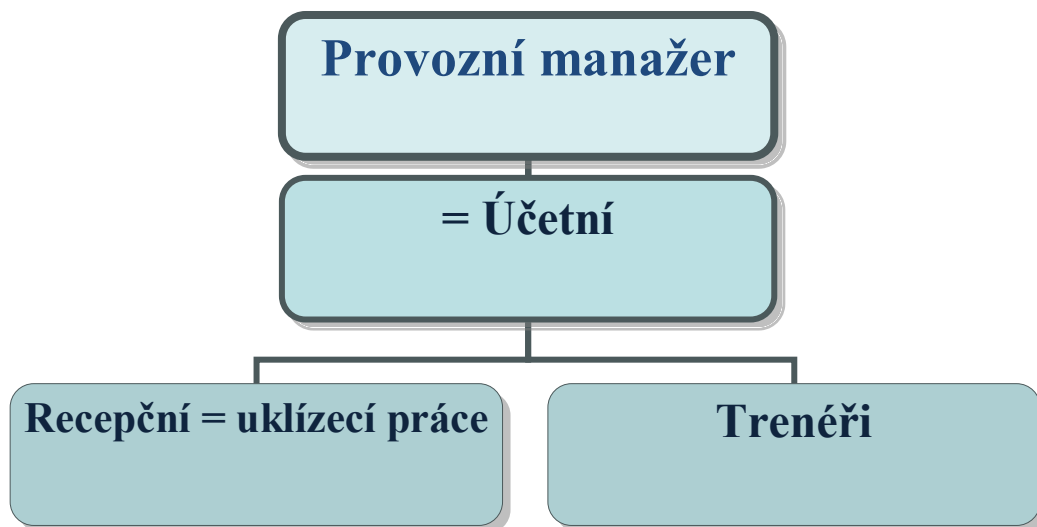 Provozní manažer
= Účetní
Recepční = uklízecí práce
Trenéři